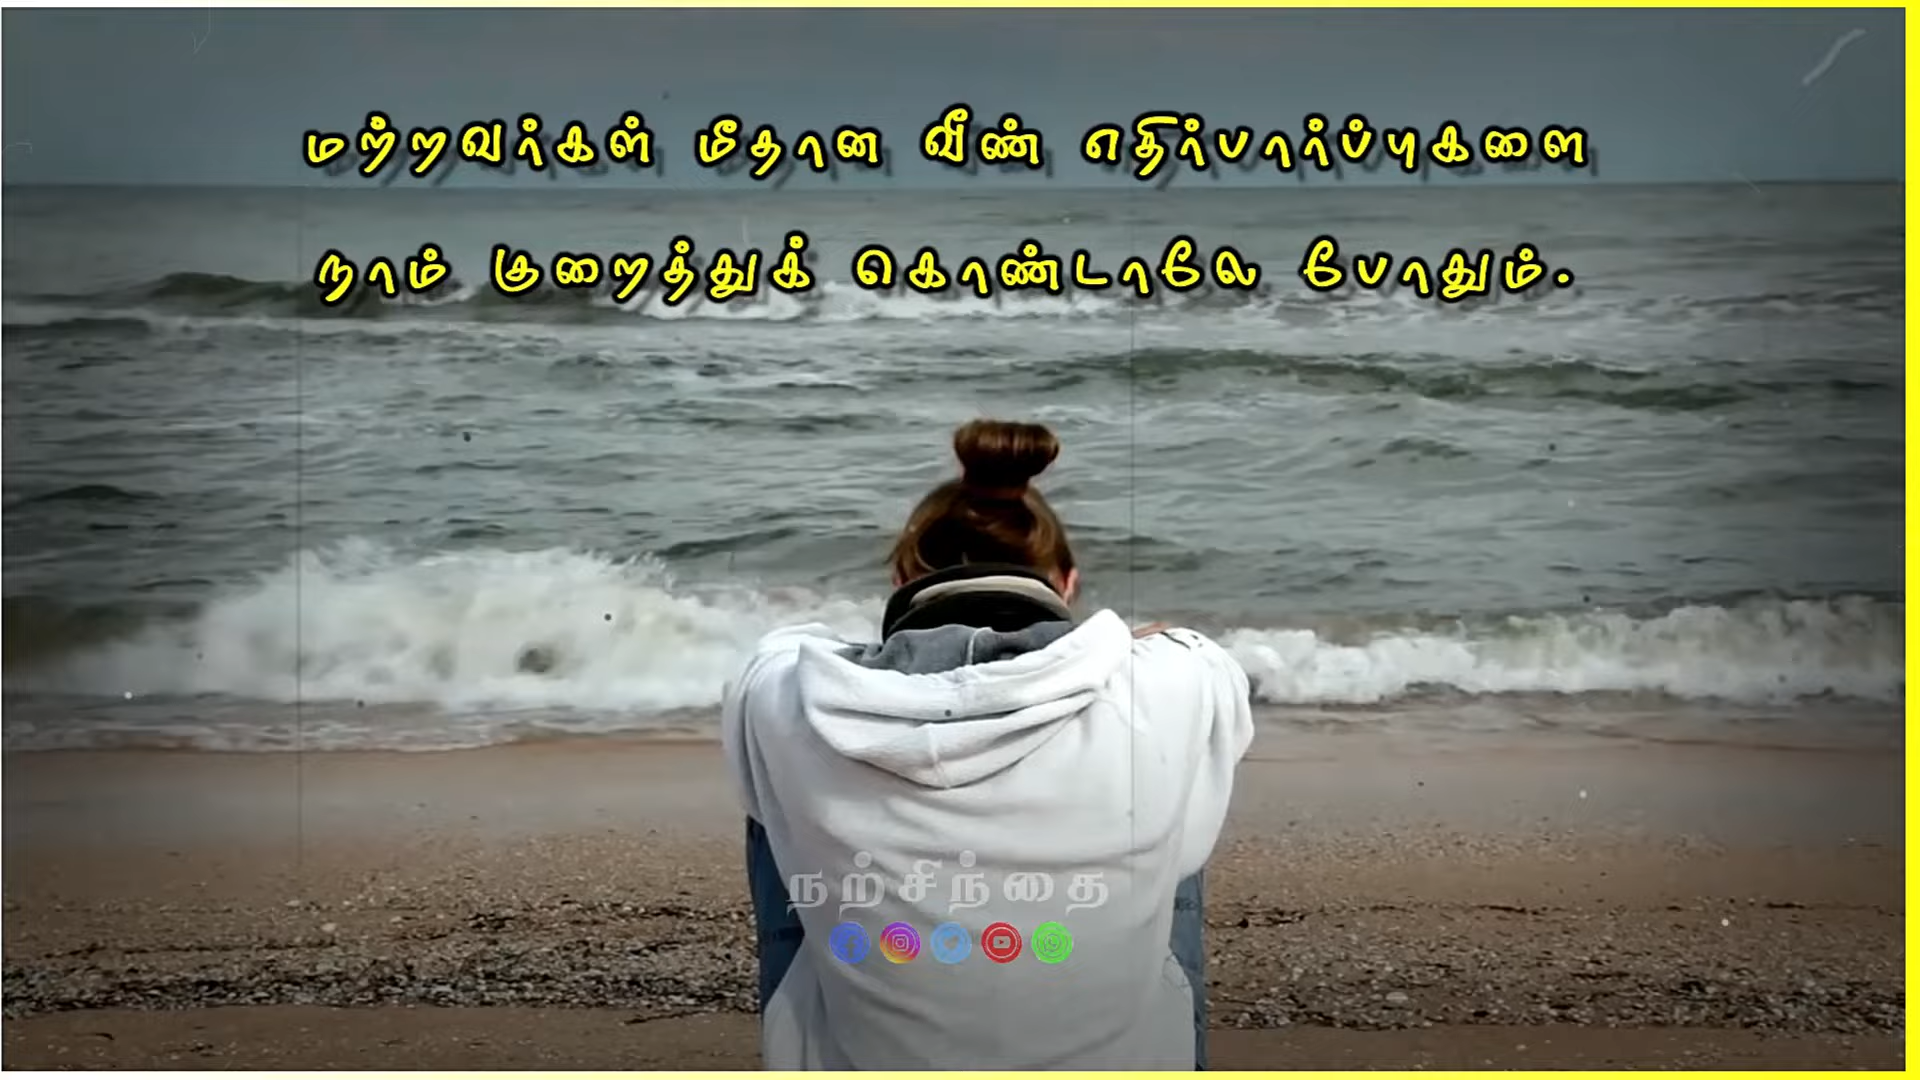 மற்றவர்கள் மீதான வீண் எதிர்பார்ப்புகளை
நாம் குறைத்துக் கொண்டாலே போதும்.
நற்சிந்தை